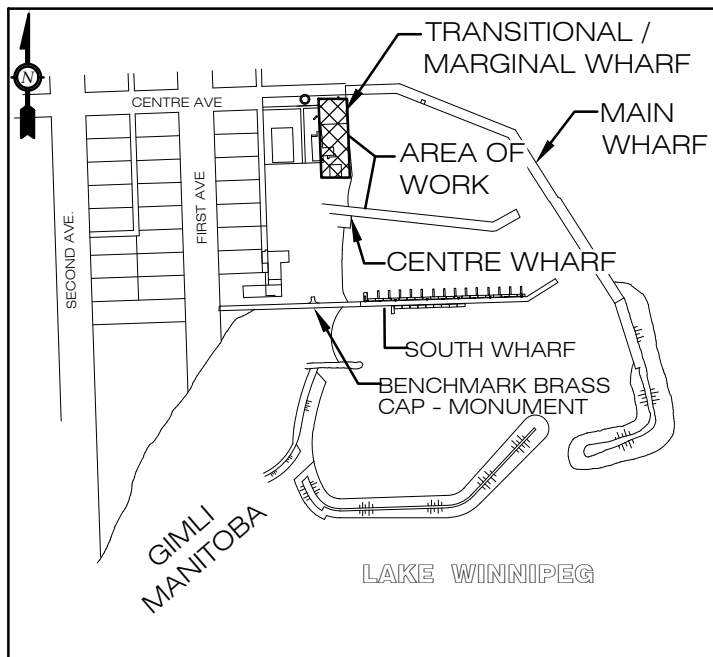 TRANSITIONAL /
MARGINAL WHARF
N
CENTRE AVE
MAIN
WHARF
AREA OF
WORK
FIRST AVE
SECOND AVE.
CENTRE WHARF
SOUTH WHARF
BENCHMARK BRASS
CAP - MONUMENT
GIMLI
MANITOBA
LAKE WINNIPEG